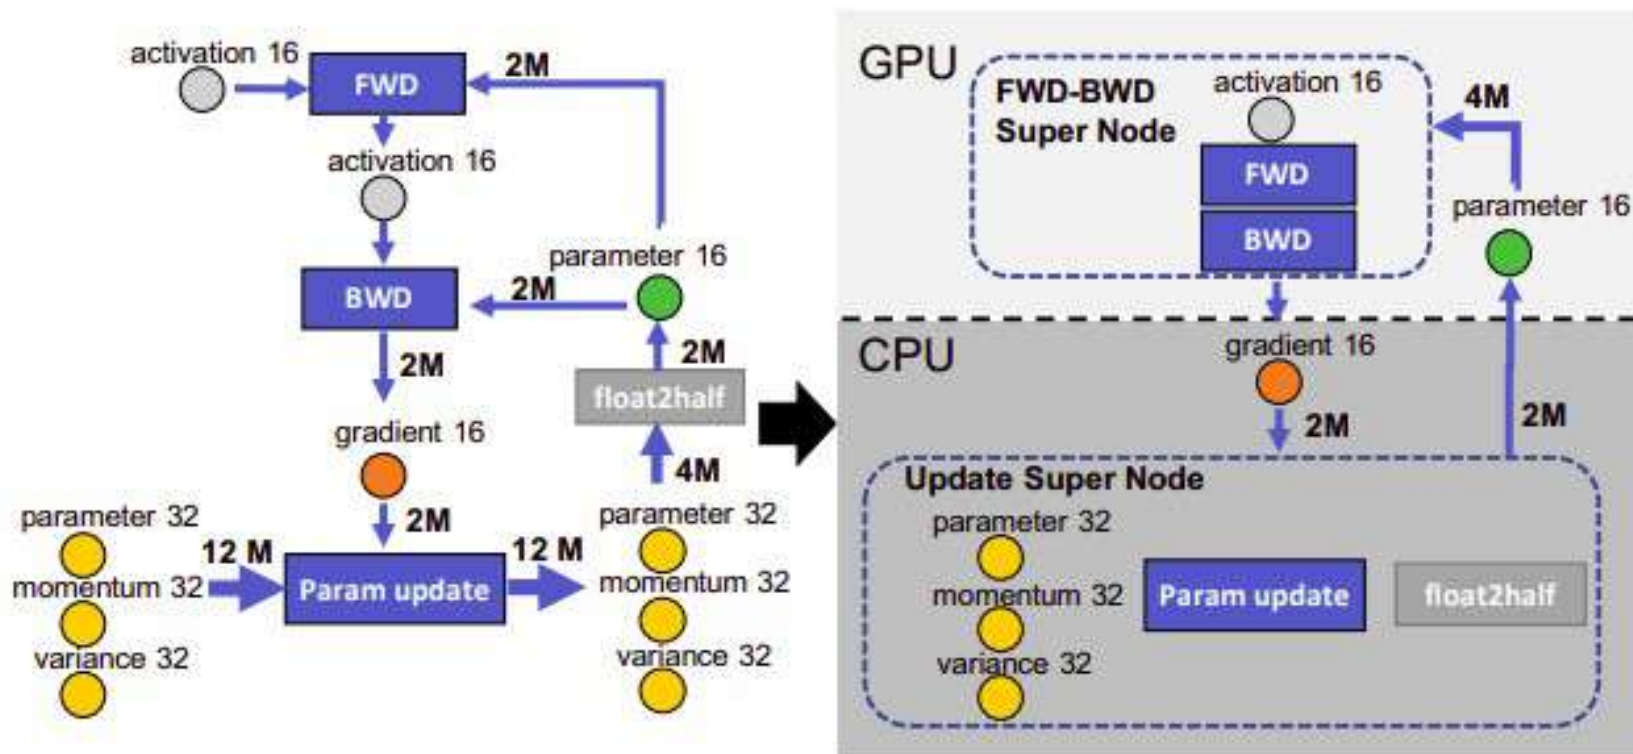 activation 16
FWD
2M
activation 16
parameter 16
BWD
2M
2M
2M
float2half
gradient 16
4M
2M
parameter 32
momentum 32
variance 32
12 M
Param update
12 M
parameter 32
momentum 32
variance 32
GPU
FWD-BWD
Super Node
activation 16
FWD
BWD
4M
parameter 16
CPU
gradient 16
2M
2M
Update Super Node
parameter 32
momentum 32
variance 32
Param update
float2half